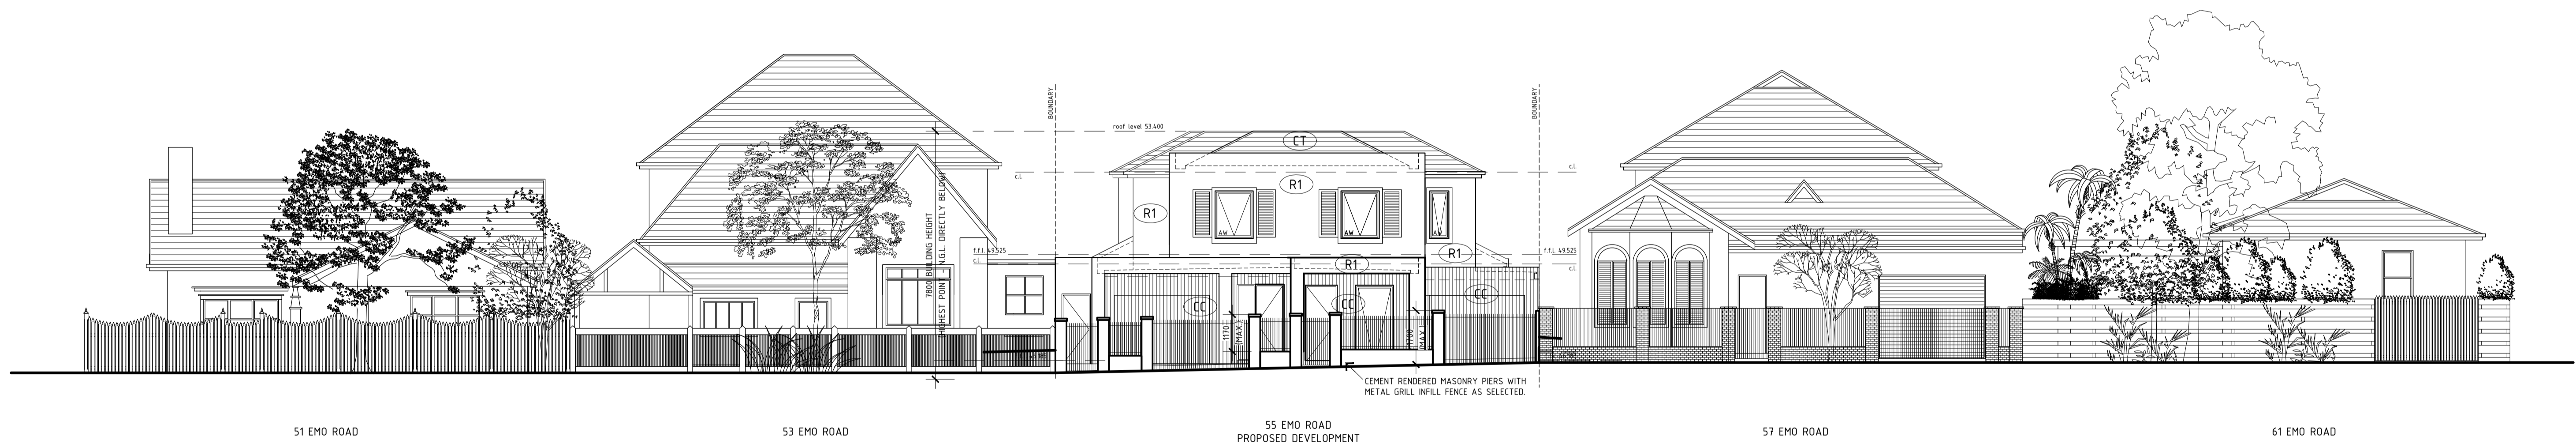 BOUNDARY
BOUNDARY
roof level 53.400
CT
c.l.
c.l.
R1
R1
7800 BUILDING HEIGHT
(HIGHEST POINT - N.G.L. DIRECTLY BELOW)
AW
AW
AW
f.f.l. 49.525
c.l.
R1
R1
f.f.l. 49.525
c.l.
CC
CC
CC
1170
(MAX)
(MAX)
CEMENT RENDERED MASONRY PIERS WITH
METAL GRILL INFILL FENCE AS SELECTED.
51 EMO ROAD
53 EMO ROAD
55 EMO ROAD
PROPOSED DEVELOPMENT
57 EMO ROAD
61 EMO ROAD